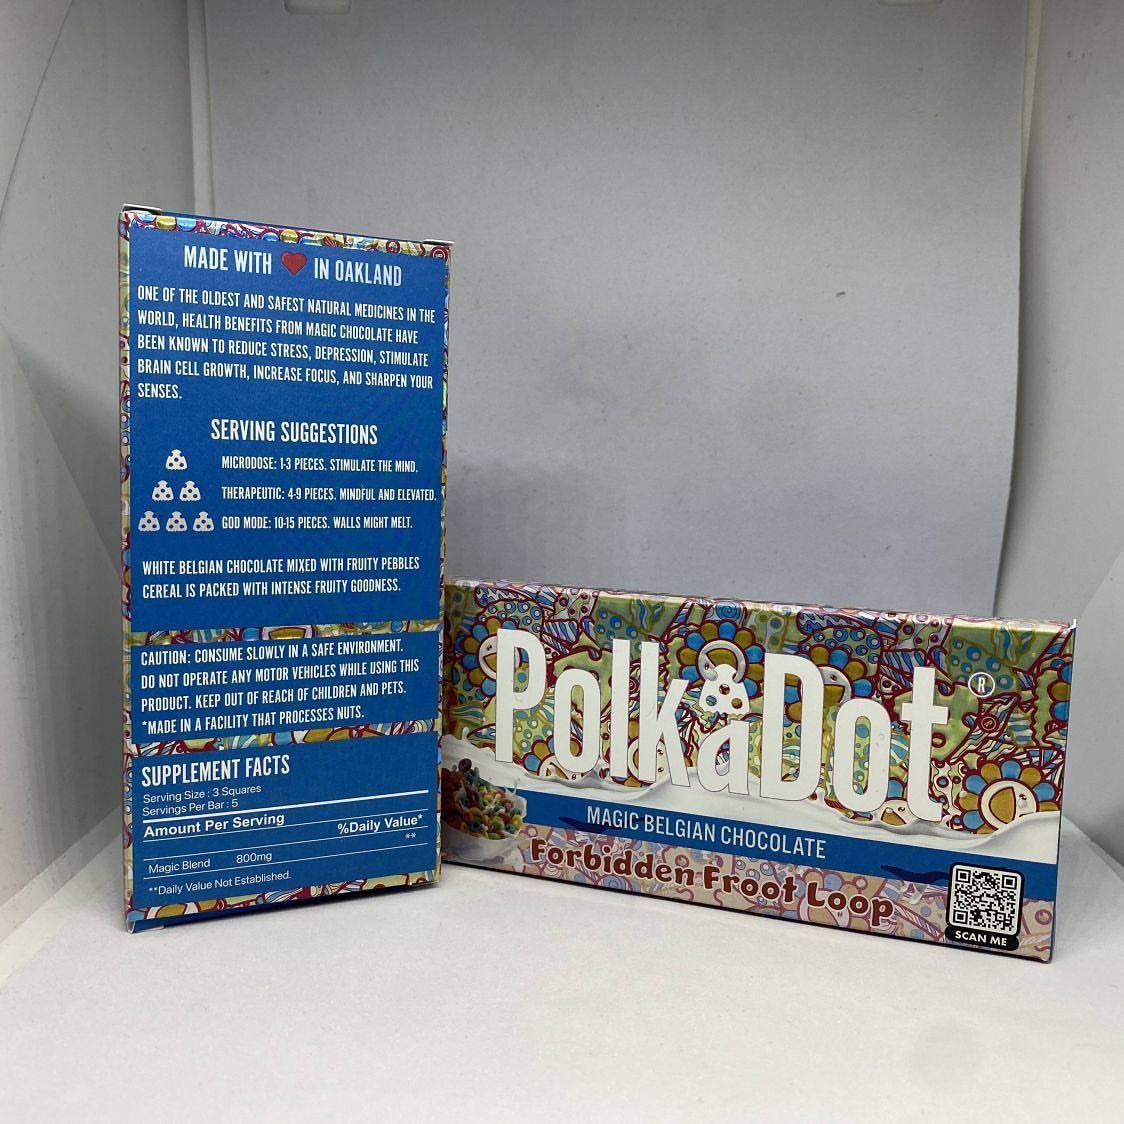 MADE WITH ❤ IN OAKLAND
ONE OF THE OLDEST AND SAFEST NATURAL MEDICINES IN THE
WORLD, HEALTH BENEFITS FROM MAGIC CHOCOLATE HAVE
BEEN KNOWN TO REDUCE STRESS, DEPRESSION, STIMULATE
BRAIN CELL GROWTH, INCREASE FOCUS, AND SHARPEN YOUR
SENSES.
SERVING SUGGESTIONS
MICRODOSE: 1-3 PIECES. STIMULATE THE MIND.
THERAPEUTIC: 4-9 PIECES. MINDFUL AND ELEVATED.
GOD MODE: 10-15 PIECES. WALLS MIGHT MELT.
WHITE BELGIAN CHOCOLATE MIXED WITH FRUITY PEBBLES
CEREAL IS PACKED WITH INTENSE FRUITY GOODNESS.
CAUTION: CONSUME SLOWLY IN A SAFE ENVIRONMENT.
DO NOT OPERATE ANY MOTOR VEHICLES WHILE USING THIS
PRODUCT. KEEP OUT OF REACH OF CHILDREN AND PETS.
*MADE IN A FACILITY THAT PROCESSES NUTS.
SUPPLEMENT FACTS
Serving Size : 3 Squares
Servings Per Bar : 5
Amount Per Serving %Daily Value*
**
Magic Blend 800mg
**Daily Value Not Established.
PolkaDot ®
MAGIC BELGIAN CHOCOLATE
Forbidden Froot Loop
SCAN ME